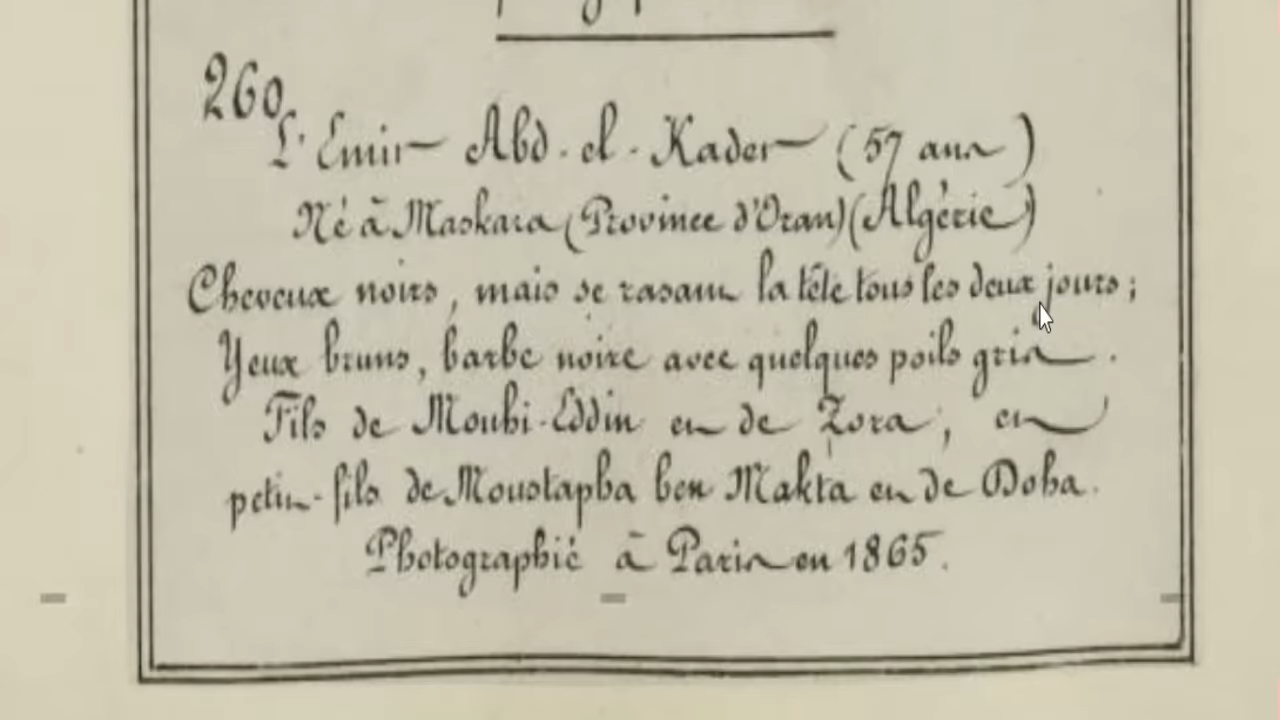 260.
L'Emir Abd-el-Kader (57 ans)
Né à Maskara (Province d'Oran) (Algérie)
Cheveux noirs, mais se rasant la tête tous les deux jours ;
Yeux bruns, barbe noire avec quelques poils gris.
Fils de Mouhi-Eddin et de Zora, et
petit-fils de Moustapha ben Makta et de Doha.
Photographié à Paris en 1865.